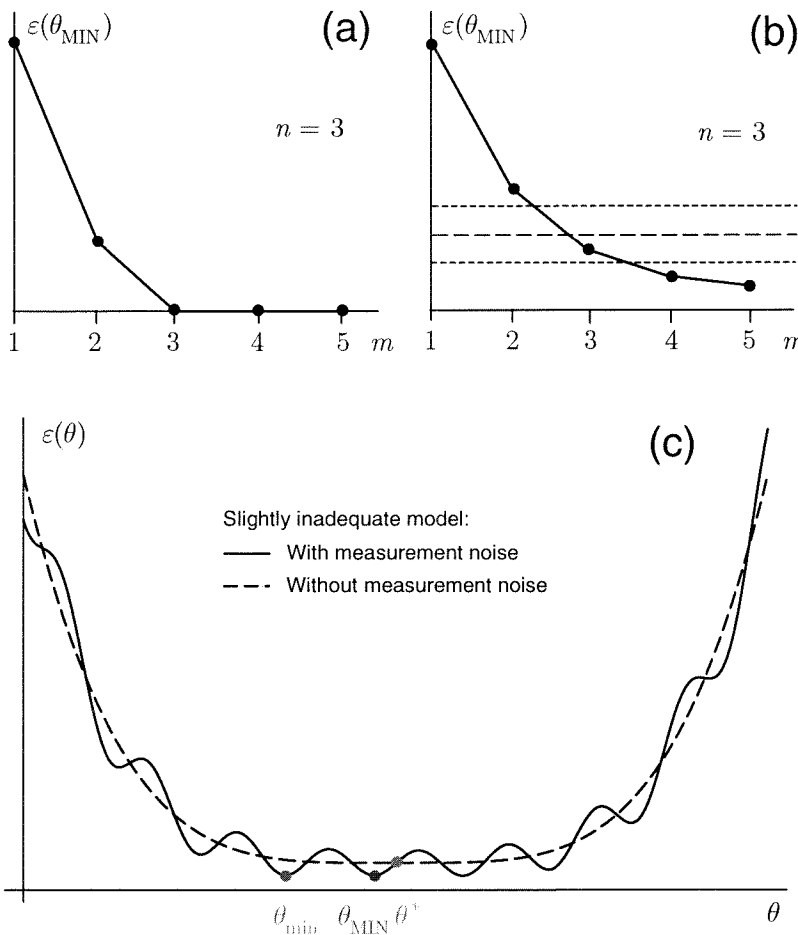 ε(θ_MIN)
(a)
n = 3
1 2 3 4 5 m
ε(θ_MIN)
(b)
n = 3
1 2 3 4 5 m
ε(θ)
(c)
Slightly inadequate model:
With measurement noise
Without measurement noise
θ_min θ_MIN θ* θ